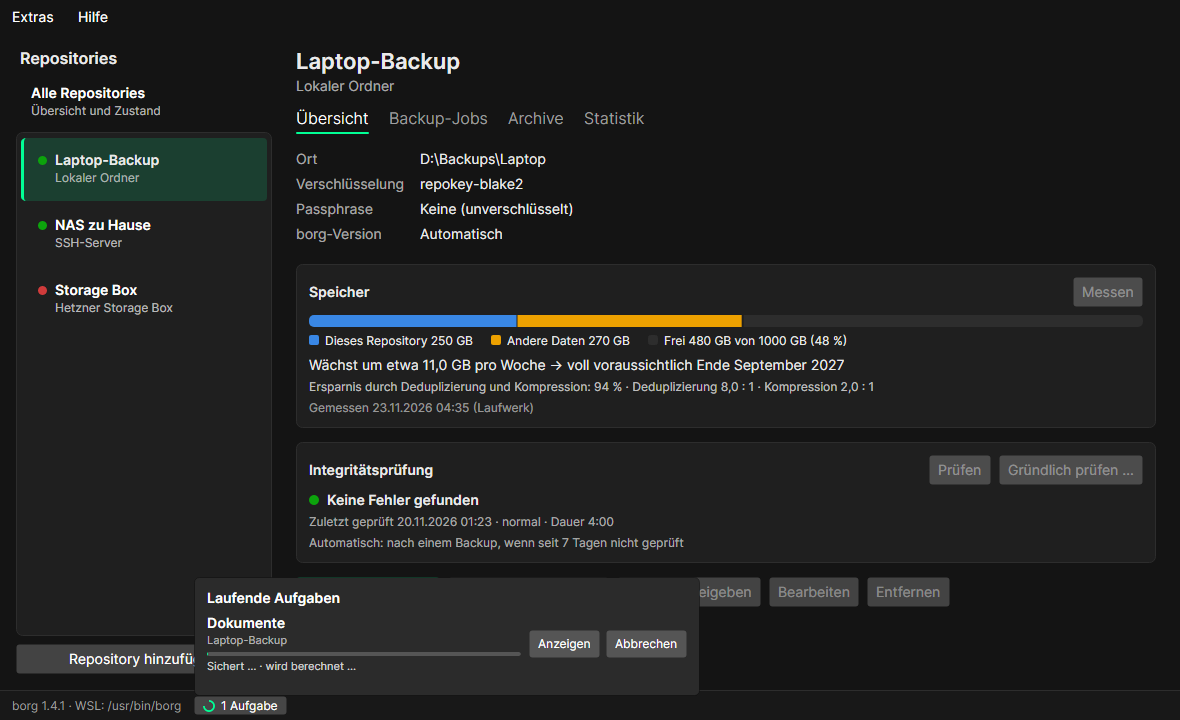 Extras Hilfe
Repositories
Alle Repositories
Übersicht und Zustand
Laptop-Backup
Lokaler Ordner
NAS zu Hause
SSH-Server
Storage Box
Hetzner Storage Box
Laptop-Backup
Lokaler Ordner
Übersicht Backup-Jobs Archive Statistik
Ort D:\Backups\Laptop
Verschlüsselung repokey-blake2
Passphrase Keine (unverschlüsselt)
borg-Version Automatisch
Speicher Messen
Dieses Repository 250 GB Andere Daten 270 GB Frei 480 GB von 1000 GB (48 %)
Wächst um etwa 11,0 GB pro Woche → voll voraussichtlich Ende September 2027
Ersparnis durch Deduplizierung und Kompression: 94 % · Deduplizierung 8,0 : 1 · Kompression 2,0 : 1
Gemessen 23.11.2026 04:35 (Laufwerk)
Integritätsprüfung Prüfen Gründlich prüfen ...
Keine Fehler gefunden
Zuletzt geprüft 20.11.2026 01:23 · normal · Dauer 4:00
Automatisch: nach einem Backup, wenn seit 7 Tagen nicht geprüft
eigeben Bearbeiten Entfernen
Laufende Aufgaben
Dokumente
Laptop-Backup
Anzeigen Abbrechen
Sichert ... · wird berechnet ...
Repository hinzufü
borg 1.4.1 · WSL: /usr/bin/borg 1 Aufgabe